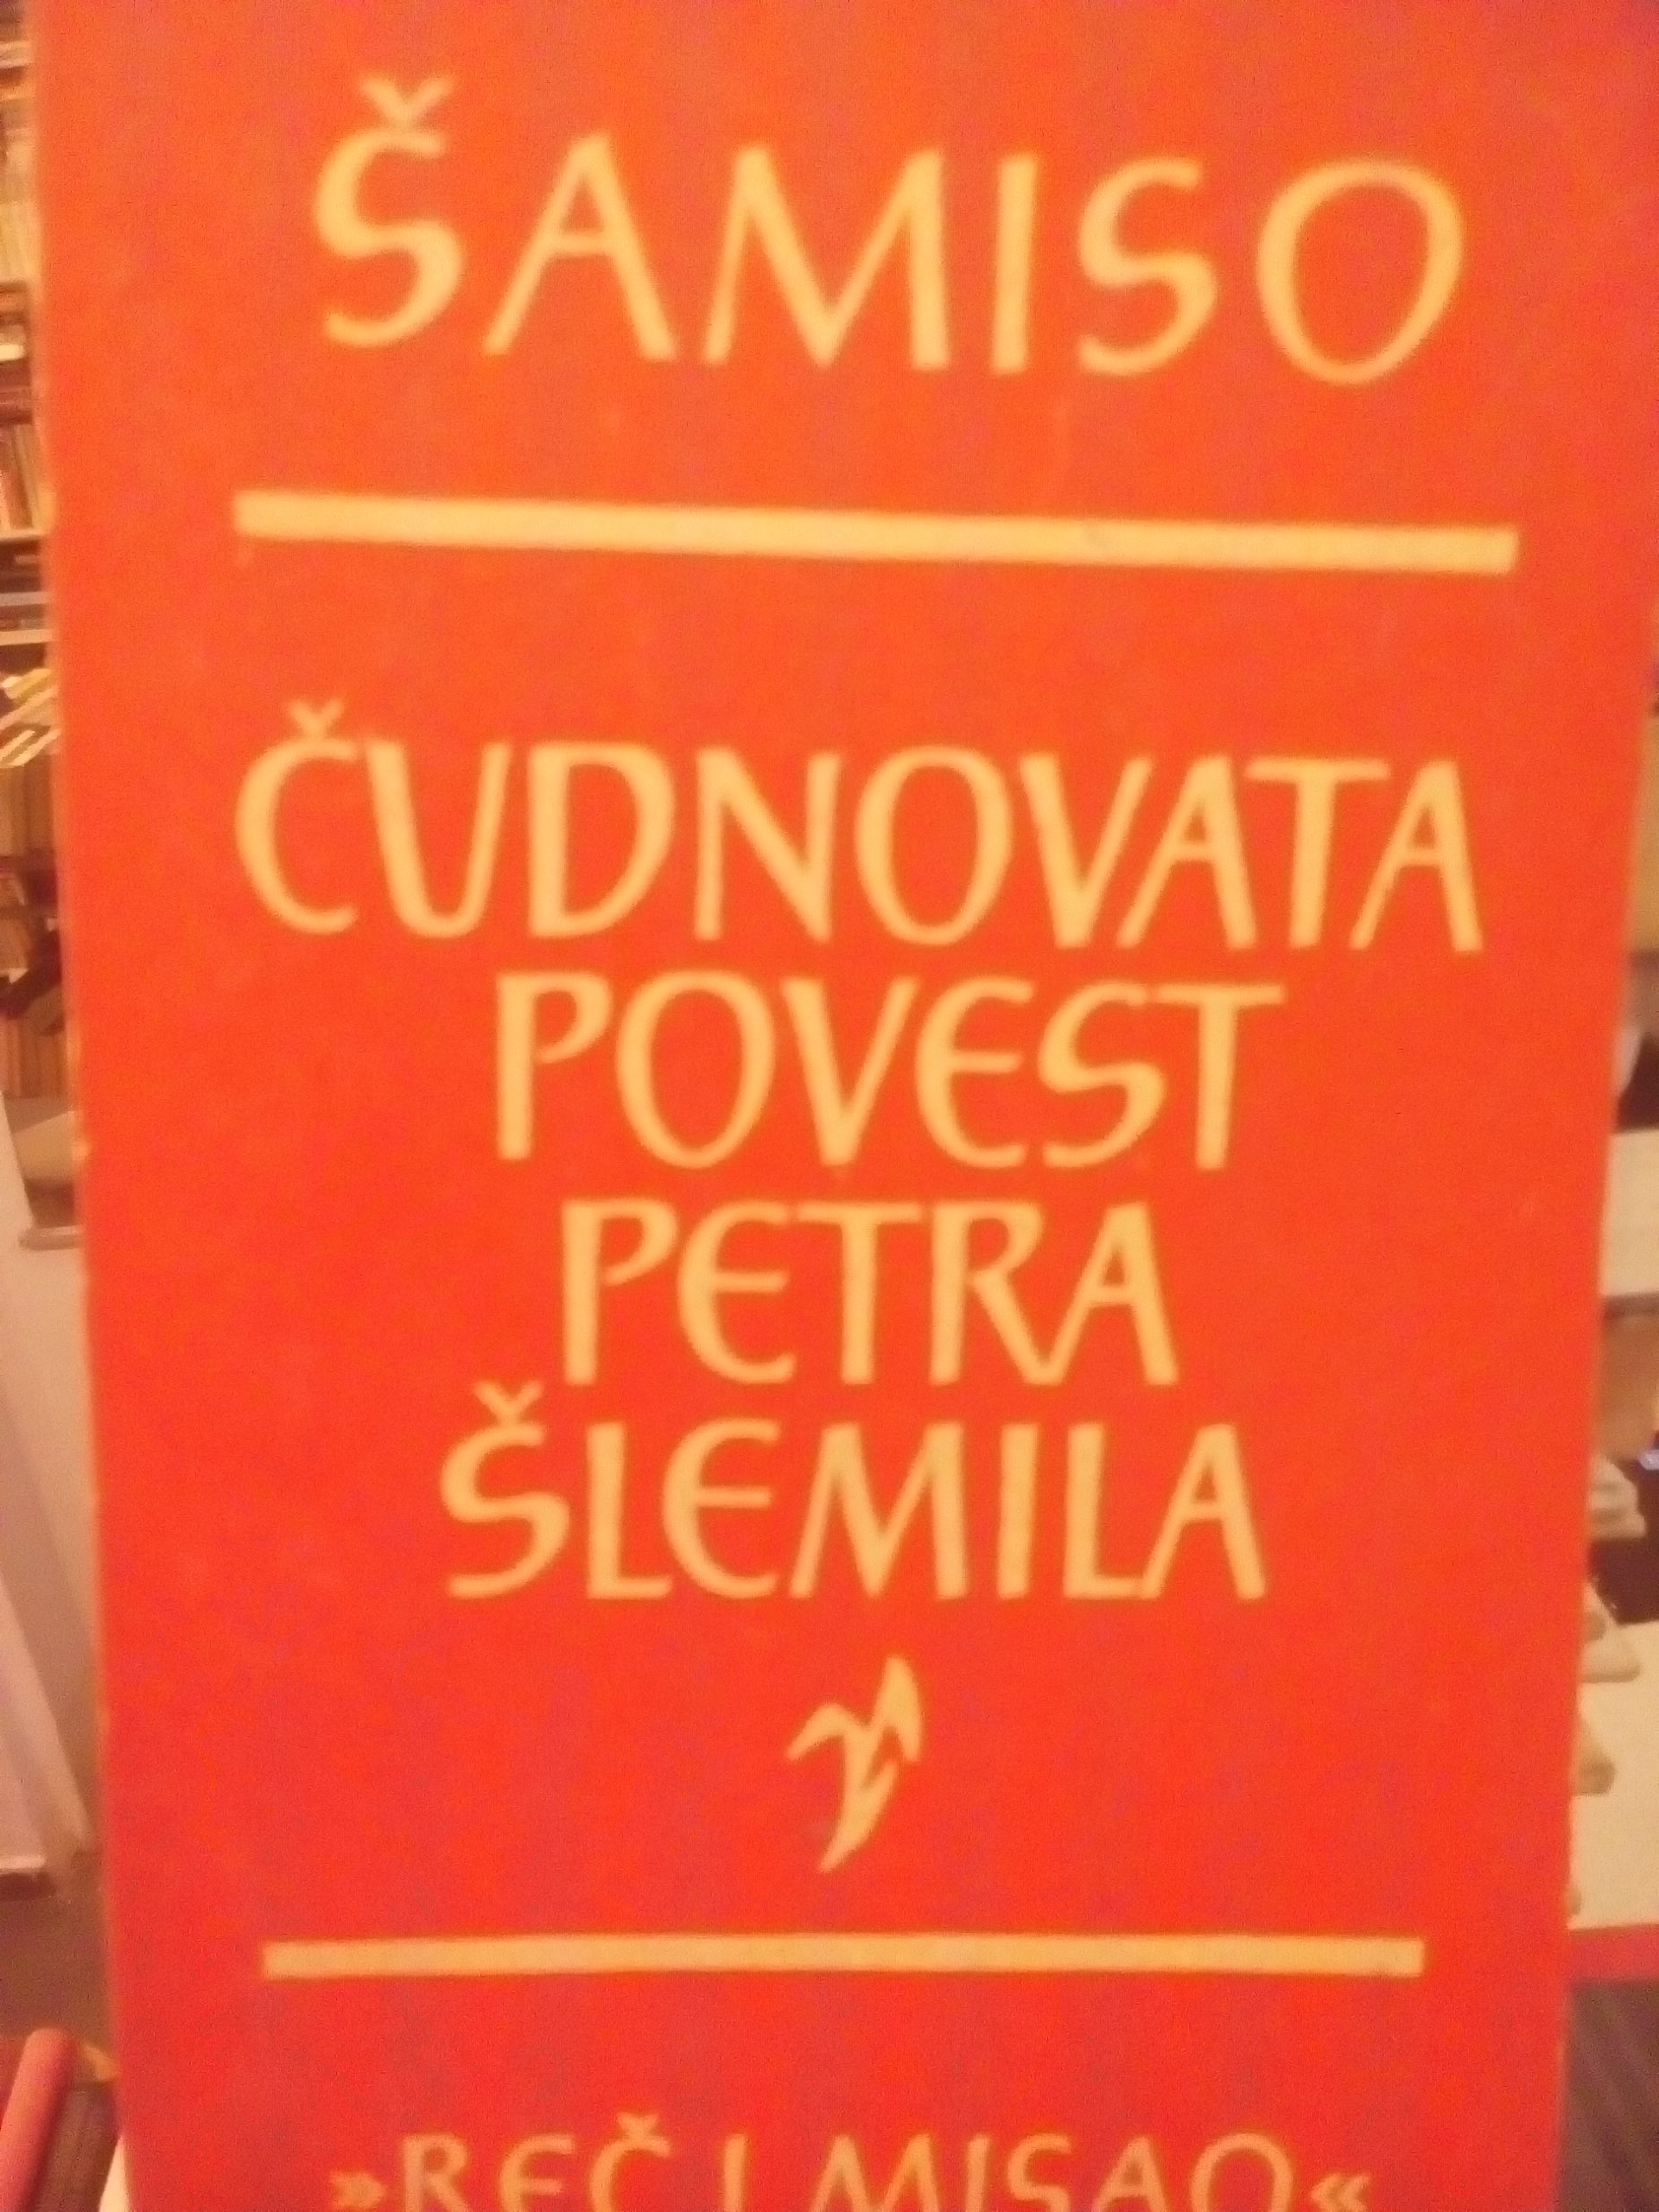 ŠAMISO
ČUDNOVATA
POVEST
PETRA
ŠLEMILA
»REČ I MISAO«